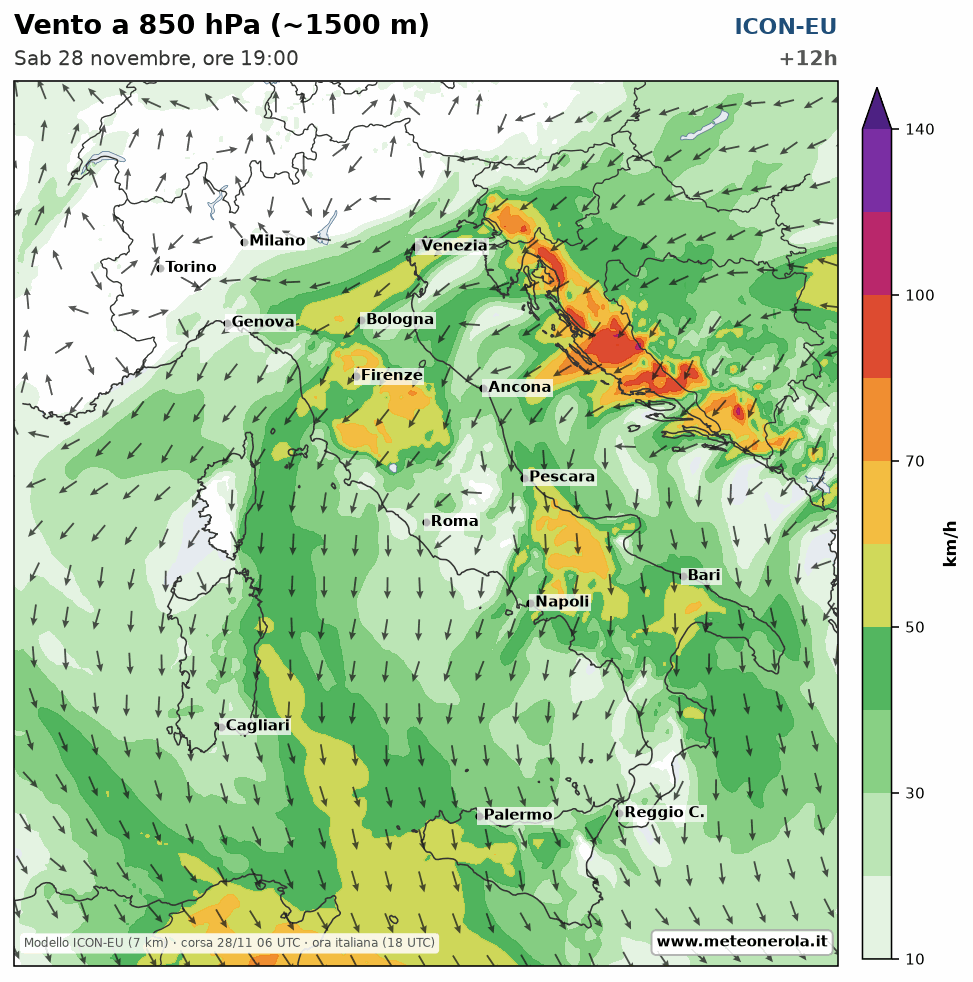 Vento a 850 hPa (~1500 m)
ICON-EU
Sab 28 novembre, ore 19:00
+12h
140
Milano
Venezia
Torino
100
Genova
Bologna
Firenze
Ancona
70
Pescara
Roma
km/h
Bari
Napoli
50
Cagliari
30
Palermo
Reggio C.
Modello ICON-EU (7 km) · corsa 28/11 06 UTC · ora italiana (18 UTC)
www.meteonerola.it
10